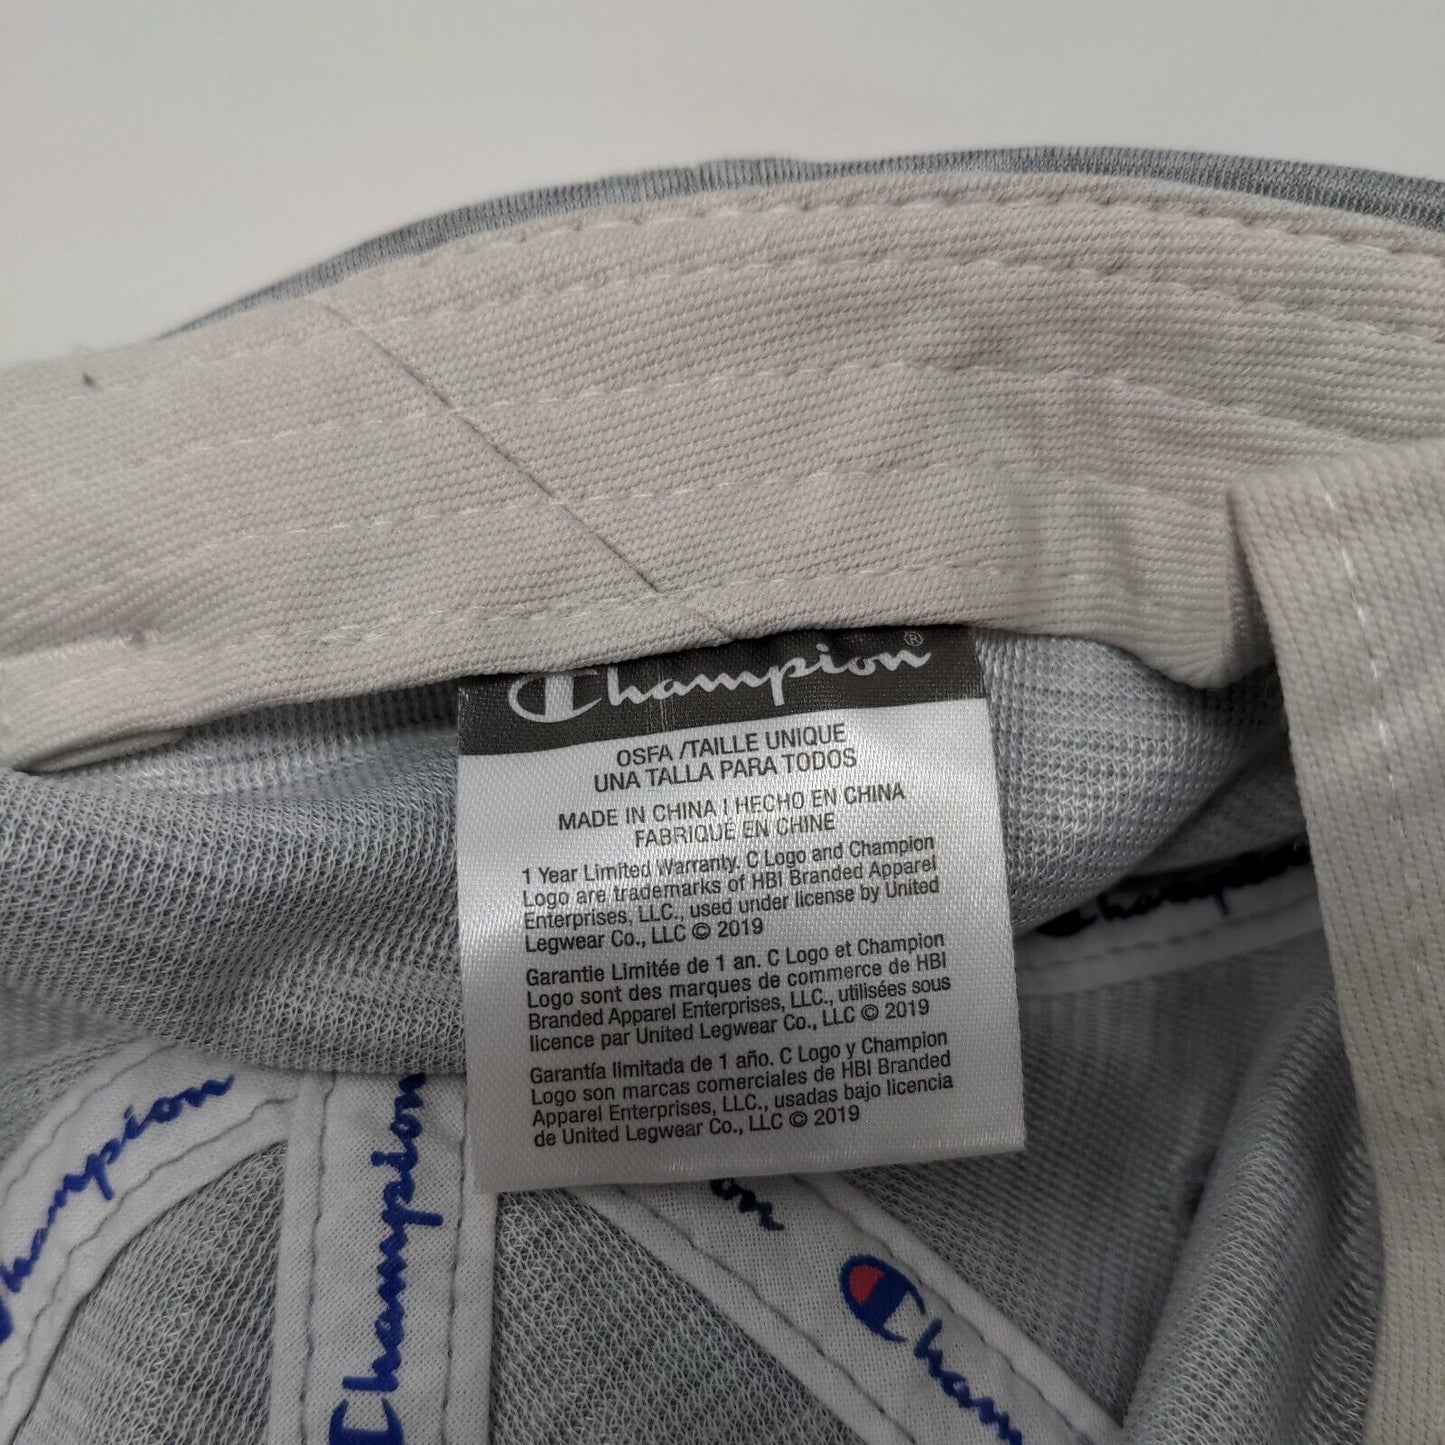 Champion®
OSFA /TAILLE UNIQUE
UNA TALLA PARA TODOS
MADE IN CHINA | HECHO EN CHINA
FABRIQUE EN CHINE
1 Year Limited Warranty. C Logo and Champion
Logo are trademarks of HBI Branded Apparel
Enterprises, LLC., used under license by United
Legwear Co., LLC © 2019
Garantie Limitée de 1 an. C Logo et Champion
Logo sont des marques de commerce de HBI
Branded Apparel Enterprises, LLC., utilisées sous
licence par United Legwear Co., LLC © 2019
Garantía limitada de 1 año. C Logo y Champion
Logo son marcas comerciales de HBI Branded
Apparel Enterprises, LLC., usadas bajo licencia
de United Legwear Co., LLC © 2019
Champion
Champion
Champion
on
Cham